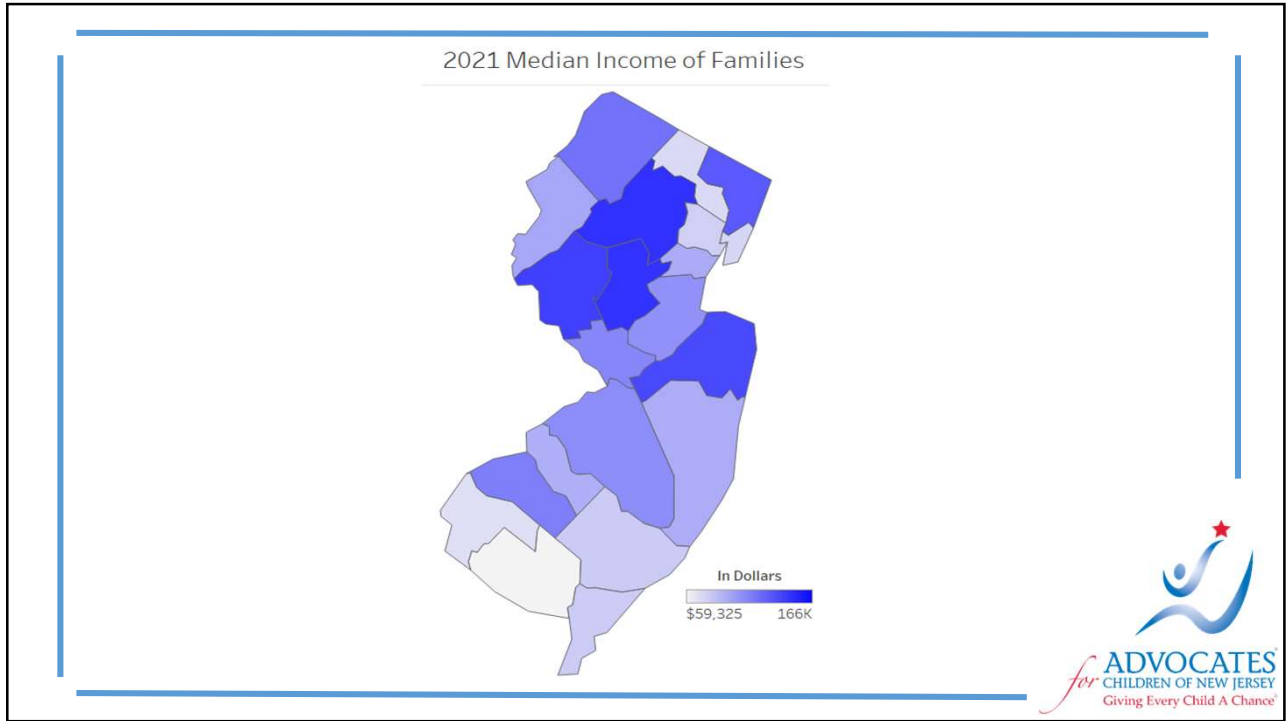 2021 Median Income of Families
In Dollars
$59,325 166K
for ADVOCATES
CHILDREN OF NEW JERSEY
Giving Every Child A Chance